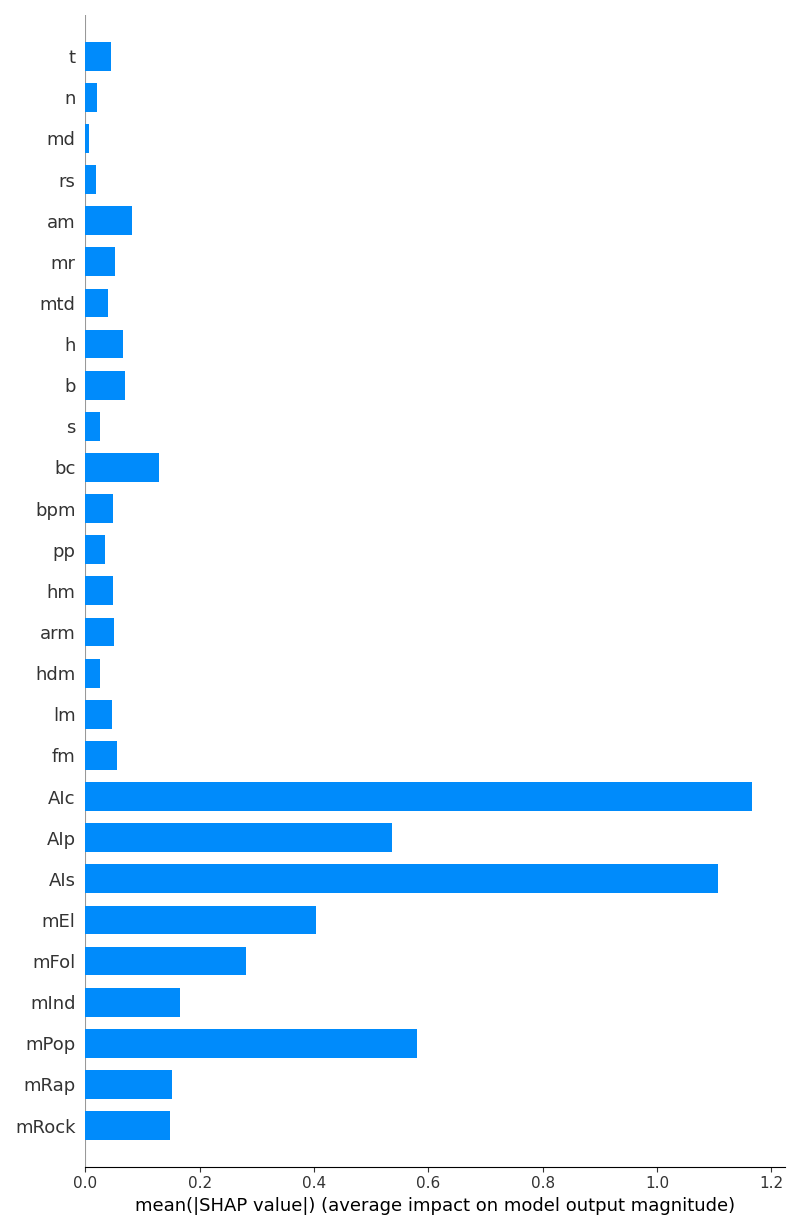 t
n
md
rs
am
mr
mtd
h
b
s
bc
bpm
pp
hm
arm
hdm
lm
fm
AIc
AIp
AIs
mEl
mFol
mInd
mPop
mRap
mRock
0.0 0.2 0.4 0.6 0.8 1.0 1.2
mean(|SHAP value|) (average impact on model output magnitude)